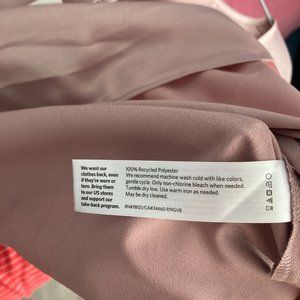 We want our
clothes back, even
if they're worn or
torn. Bring them
to our US stores
and support our
take-back program.
100% Recycled Polyester
We recommend machine wash cold with like colors,
gentle cycle. Only non-chlorine bleach when needed.
Tumble dry low. Use warm iron as needed.
May be dry cleaned.